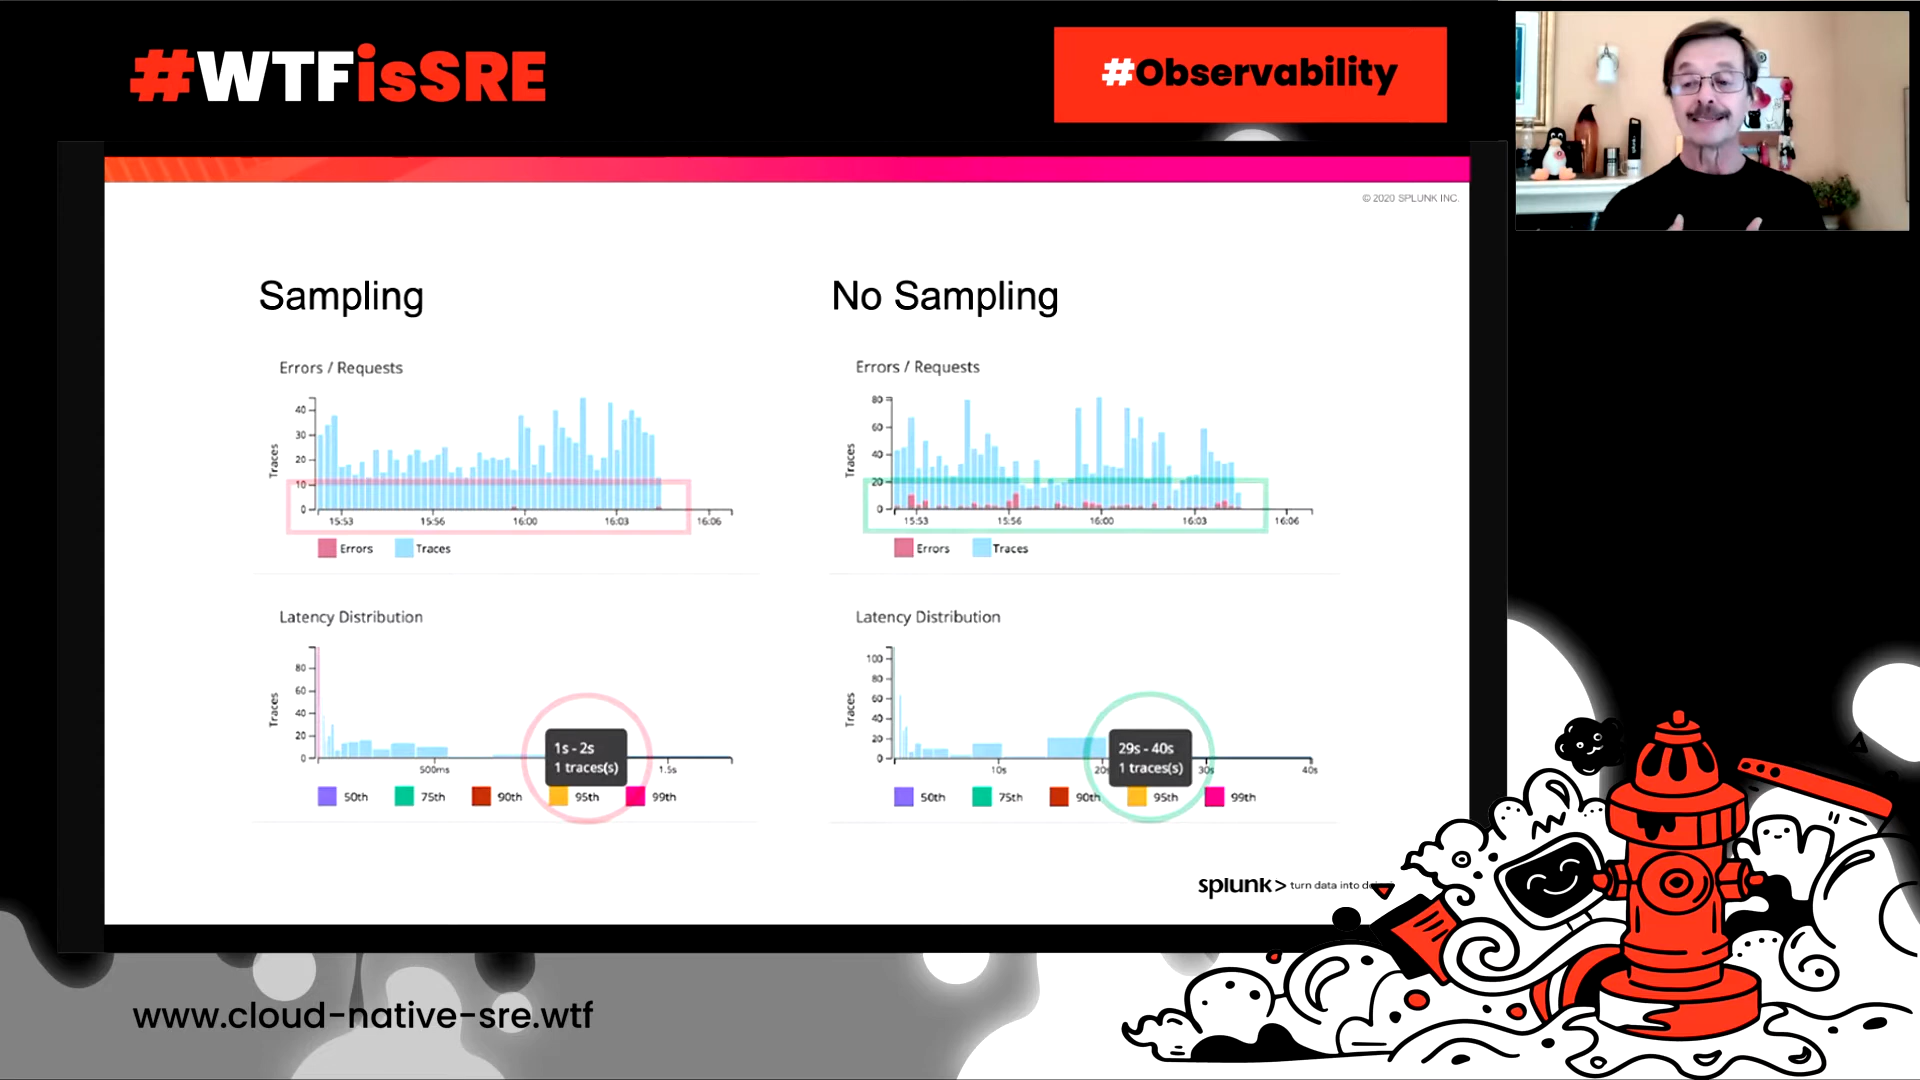 #WTFisSRE
#Observability
© 2020 SPLUNK INC.
Sampling
No Sampling
Errors / Requests
Traces
40
30
20
10
0
15:53
15:56
16:00
16:03
16:06
Errors
Traces
Errors / Requests
Traces
80
60
40
20
0
15:53
15:56
16:00
16:03
16:06
Errors
Traces
Latency Distribution
Traces
80
60
40
20
0
500ms
1.5s
1s - 2s
1 traces(s)
50th
75th
90th
95th
99th
Latency Distribution
Traces
100
80
60
40
20
0
10s
30s
40s
29s - 40s
1 traces(s)
50th
75th
90th
95th
99th
splunk> turn data into
www.cloud-native-sre.wtf